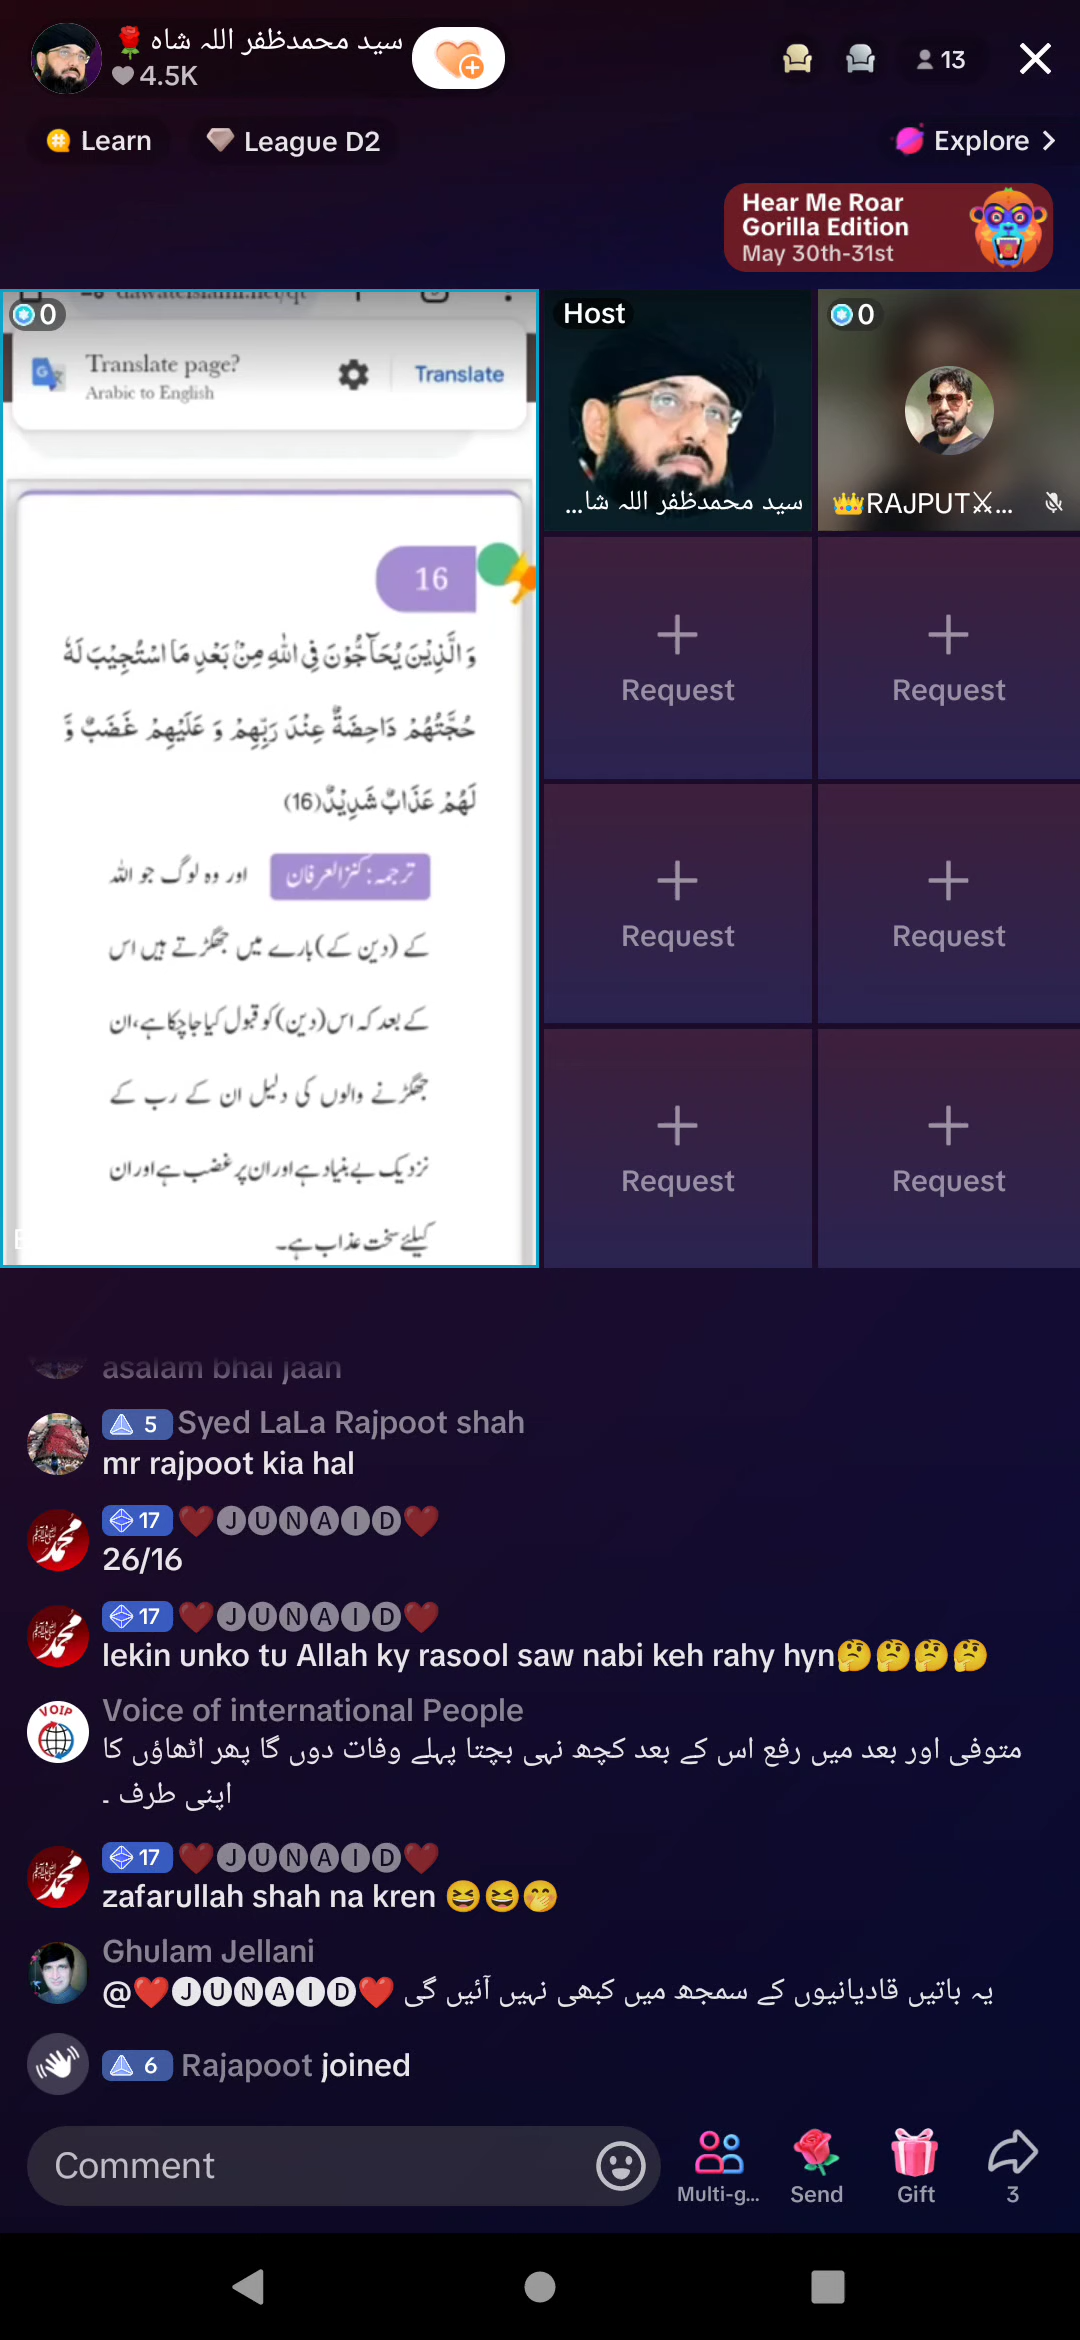 سید محمدظفر اللہ شاہ 🌹
4.5K
13
Learn
League D2
Explore
Hear Me Roar
Gorilla Edition
May 30th-31st
0
Translate page?
Arabic to English
Translate
16
وَ الَّذِیْنَ یُحَآجُّوْنَ فِی اللّٰهِ مِنْۢ بَعْدِ مَا اسْتُجِیْبَ لَهٗ
حُجَّتُهُمْ دَاحِضَةٌ عِنْدَ رَبِّهِمْ وَ عَلَیْهِمْ غَضَبٌ وَّ
لَهُمْ عَذَابٌ شَدِیْدٌ(16)
ترجمہ: کنزالعرفان اور وہ لوگ جو اللہ
کے (دین کے) بارے میں جھگڑتے ہیں اس
کے بعد کہ اس (دین) کو قبول کیا جاچکا ہے، ان
جھگڑنے والوں کی دلیل ان کے رب کے
نزدیک بے بنیاد ہے اور ان پر غضب ہے اور ان
کیلئے سخت عذاب ہے۔
Host
سید محمدظفر اللہ شا...
0
👑RAJPUT⚔...
Request
Request
Request
Request
Request
Request
asalam bhai jaan
5 Syed LaLa Rajpoot shah
mr rajpoot kia hal
17 ❤️🅙🅤🅝🅐🅘🅓❤️
26/16
17 ❤️🅙🅤🅝🅐🅘🅓❤️
lekin unko tu Allah ky rasool saw nabi keh rahy hyn🤔🤔🤔🤔
VOIP
Voice of international People
متوفی اور بعد میں رفع اس کے بعد کچھ نہی بچتا پہلے وفات دوں گا پھر اٹھاؤں کا
اپنی طرف ۔
17 ❤️🅙🅤🅝🅐🅘🅓❤️
zafarullah shah na kren 😆😆🤭
Ghulam Jellani
@❤️🅙🅤🅝🅐🅘🅓❤️ یہ باتیں قادیانیوں کے سمجھ میں کبھی نہیں آئیں گی
6 Rajapoot joined
Comment
Multi-g...
Send
Gift
3